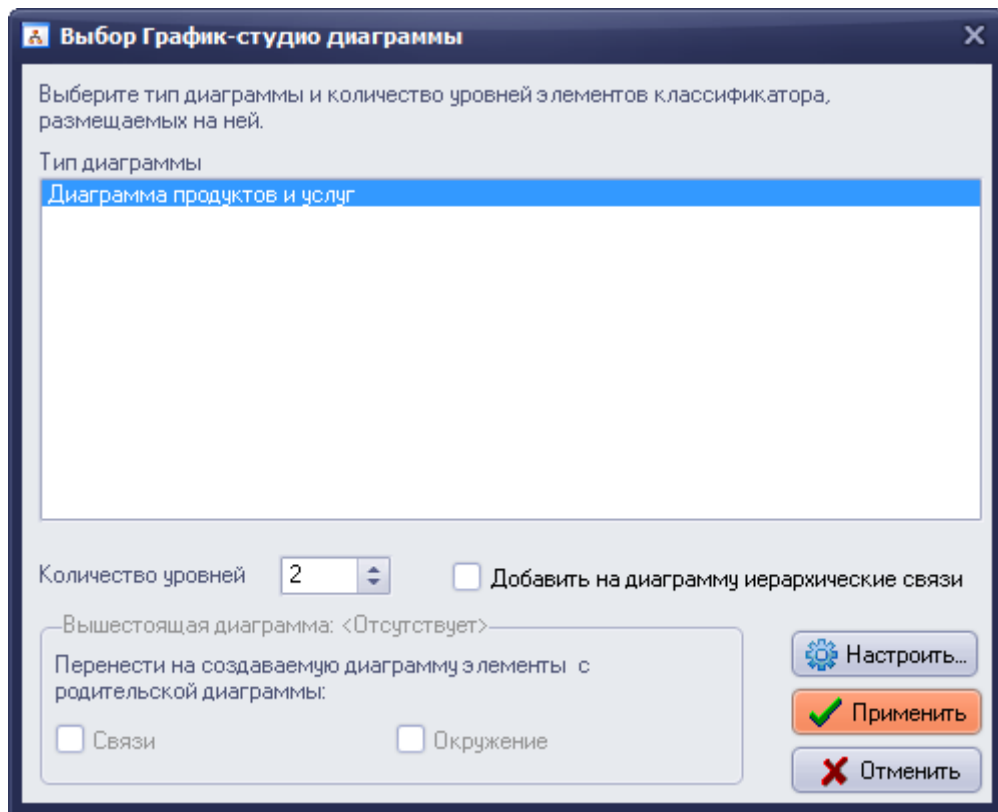 Выбор График-студио диаграммы
Выберите тип диаграммы и количество уровней элементов классификатора,
размещаемых на ней.
Тип диаграммы
Диаграмма продуктов и услуг
Количество уровней 2 Добавить на диаграмму иерархические связи
Вышестоящая диаграмма: <Отсутствует>
Перенести на создаваемую диаграмму элементы с
родительской диаграммы:
Связи Окружение
Настроить...
Применить
Отменить